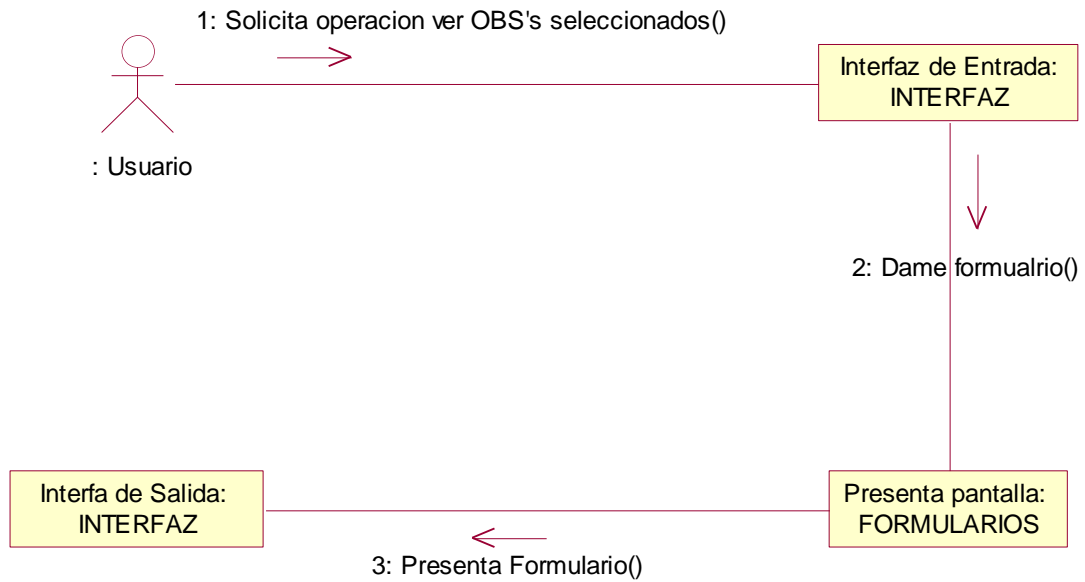 1: Solicita operacion ver OBS's seleccionados()
Interfaz de Entrada:
INTERFAZ
: Usuario
2: Dame formualrio()
Interfa de Salida:
INTERFAZ
Presenta pantalla:
FORMULARIOS
3: Presenta Formulario()